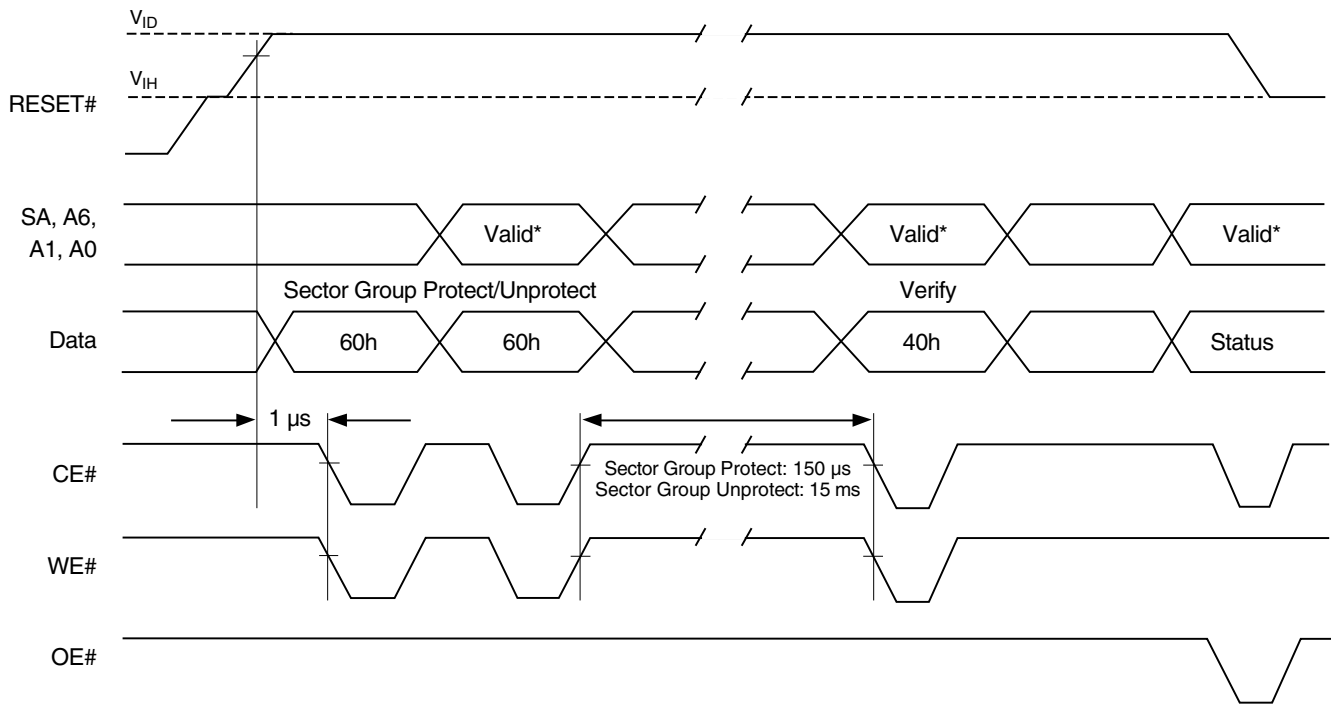 VID
VIH
RESET#
SA, A6,
A1, A0
Valid*
Valid*
Valid*
Sector Group Protect/Unprotect
Verify
Data
60h
60h
40h
Status
1 µs
CE#
Sector Group Protect: 150 µs
Sector Group Unprotect: 15 ms
WE#
OE#